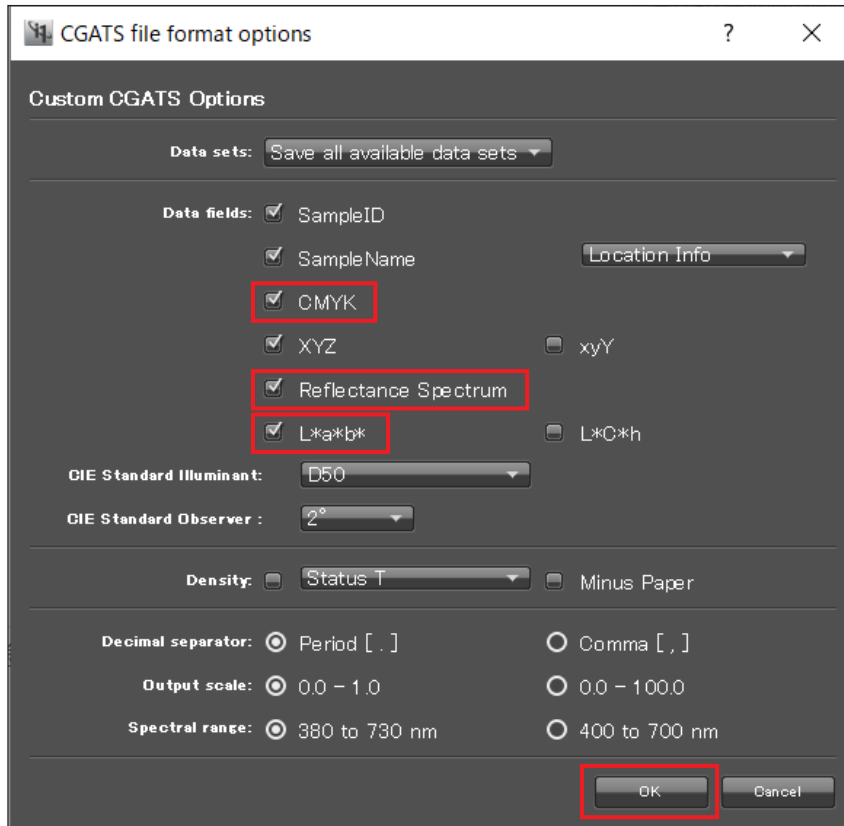 CGATS file format options ?
Custom CGATS Options
Data sets: Save all available data sets
Data fields: SampleID
SampleName Location Info
CMYK
XYZ xyY
Reflectance Spectrum
L*a*b* L*C*h
CIE Standard Illuminant: D50
CIE Standard Observer : 2°
Density: Status T Minus Paper
Decimal separator: Period [ . ] Comma [ , ]
Output scale: 0.0 - 1.0 0.0 - 100.0
Spectral range: 380 to 730 nm 400 to 700 nm
OK Cancel